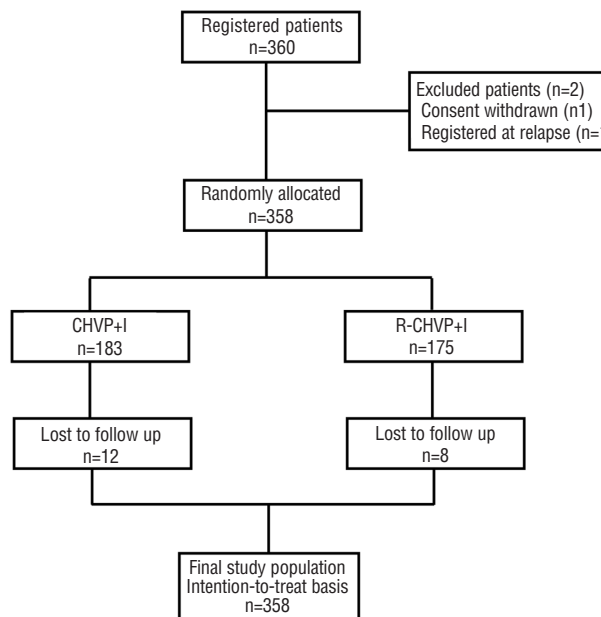 Registered patients
n=360
Excluded patients (n=2)
Consent withdrawn (n1)
Registered at relapse (n=
Randomly allocated
n=358
CHVP+I
n=183
R-CHVP+I
n=175
Lost to follow up
n=12
Lost to follow up
n=8
Final study population
Intention-to-treat basis
n=358